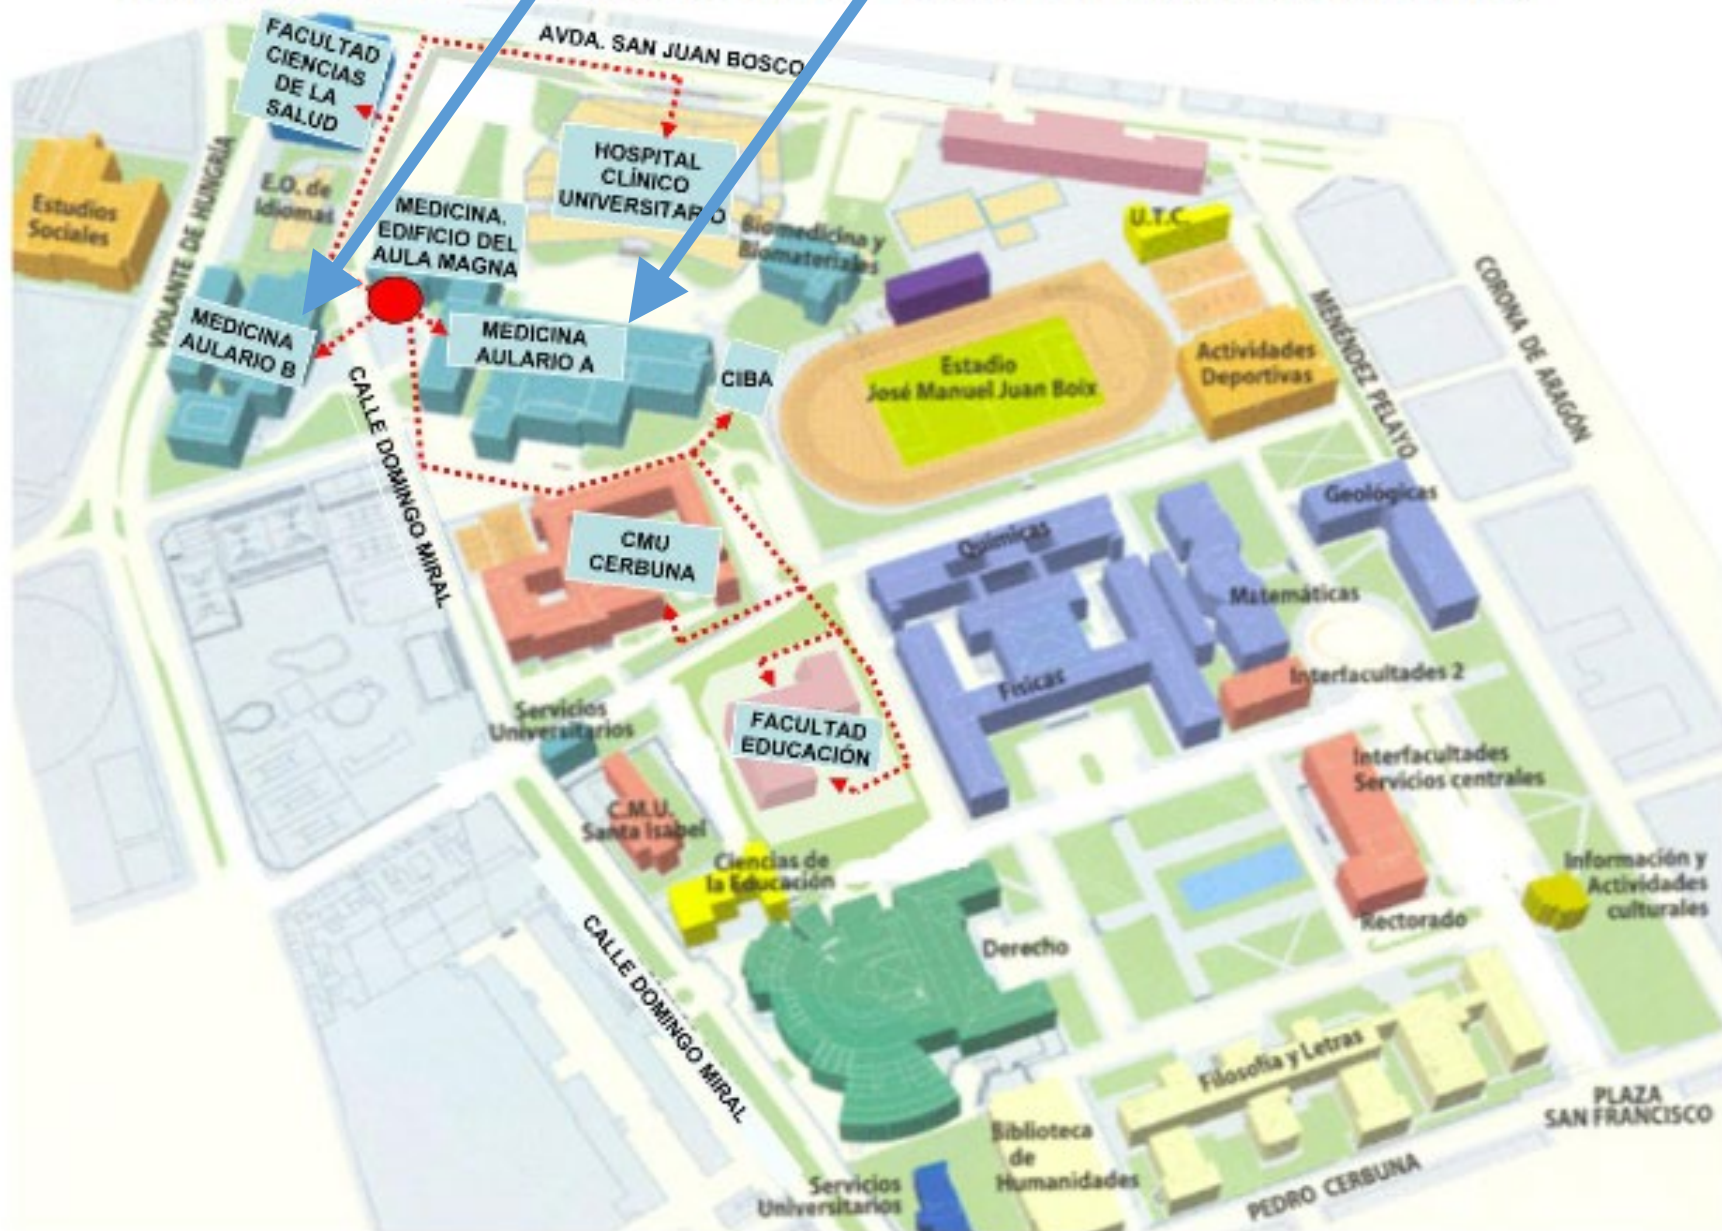 AVDA. SAN JUAN BOSCO
FACULTAD
CIENCIAS
DE LA
SALUD
HOSPITAL
CLÍNICO
UNIVERSITARIO
VIOLANTE DE HUNGRÍA
E.O. de
Idiomas
Estudios
Sociales
MEDICINA.
EDIFICIO DEL
AULA MAGNA
Biomedicina y
Biomateriales
U.T.C.
CORONA DE ARAGÓN
MENÉNDEZ PELAYO
MEDICINA
AULARIO B
MEDICINA
AULARIO A
CIBA
Estadio
José Manuel Juan Boix
Actividades
Deportivas
CALLE DOMINGO MIRAL
Geológicas
Químicas
CMU
CERBUNA
Matemáticas
Físicas
Interfacultades 2
Servicios
Universitarios
FACULTAD
EDUCACIÓN
Interfacultades
Servicios centrales
C.M.U.
Santa Isabel
Ciencias de
la Educación
Información y
Actividades
culturales
Rectorado
Derecho
CALLE DOMINGO MIRAL
Filosofía y Letras
PLAZA
SAN FRANCISCO
Biblioteca
de
Humanidades
PEDRO CERBUNA
Servicios
Universitarios